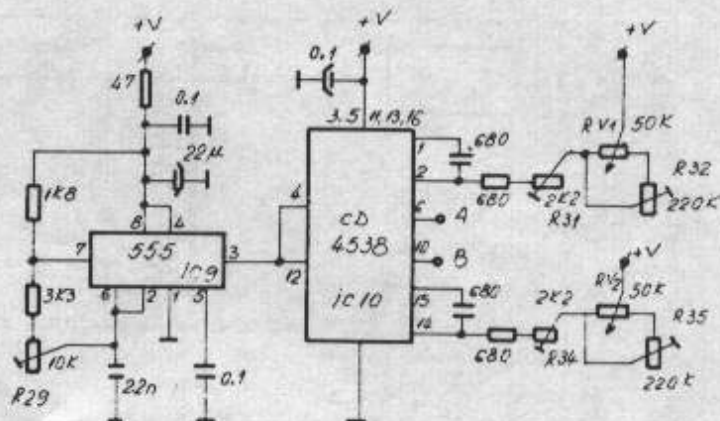 +V
+V
+V
0.1
47
3,5 11,13,16
0.1
1
680
RV1 50K
R32
22µ
2
1K8
4
680
2K2
R31
220K
8 4
6
A
CD
4538
7
555
3
10
B
+V
ic9
12
ic10
RV2
50K
R35
6 2 1 5
15
680
2K2
3K3
14
680
R34
10K
220K
R29
22n
0.1